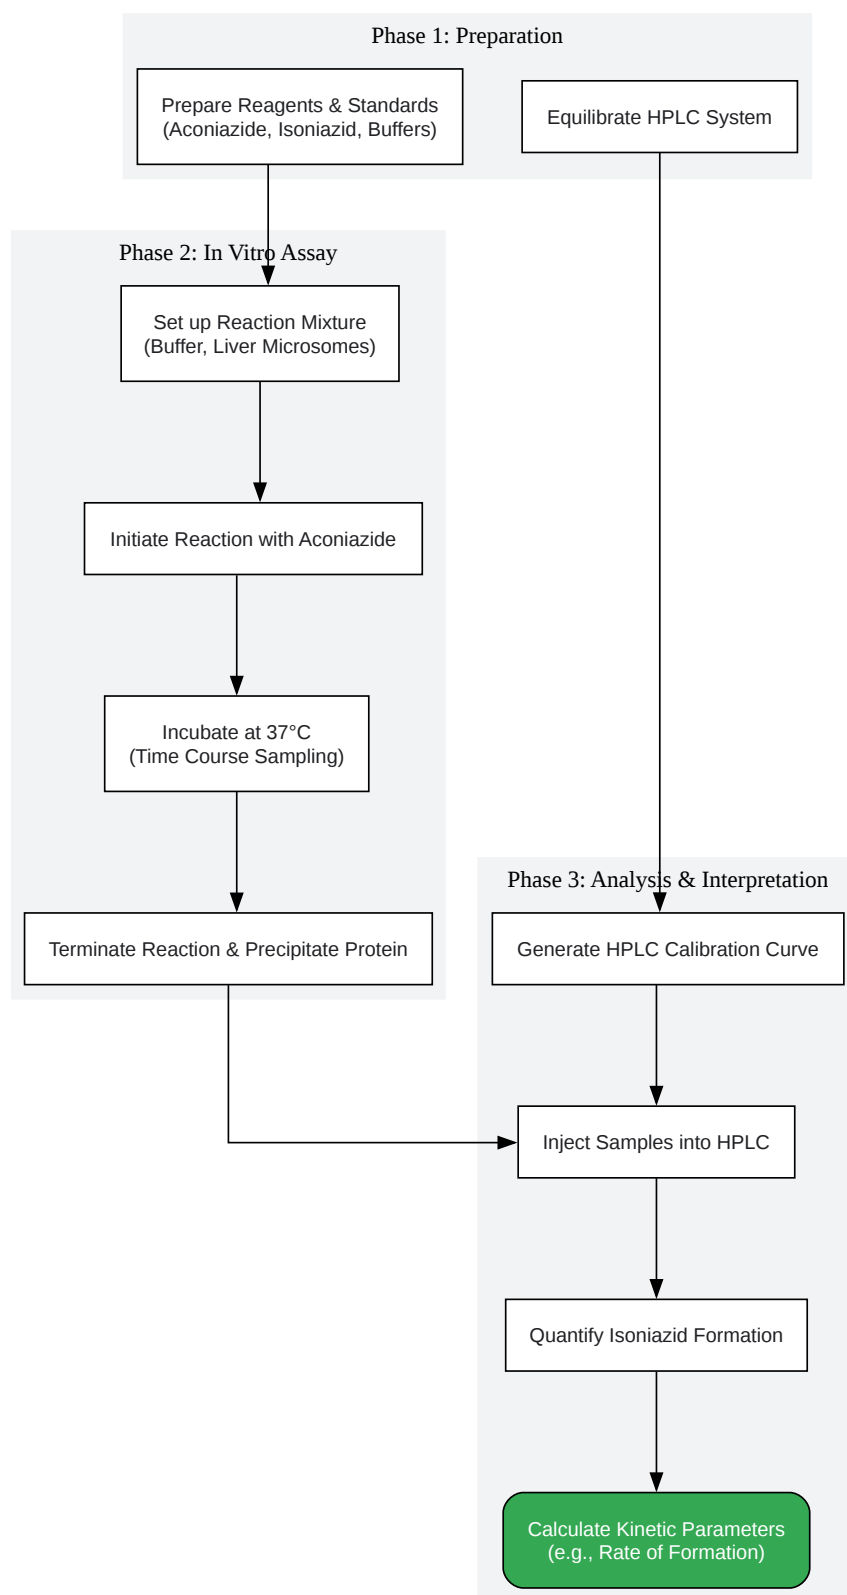 Phase 1: Preparation
Prepare Reagents & Standards
(Aconiazide, Isoniazid, Buffers)
Equilibrate HPLC System
Phase 2: In Vitro Assay
Set up Reaction Mixture
(Buffer, Liver Microsomes)
Initiate Reaction with Aconiazide
Incubate at 37°C
(Time Course Sampling)
Terminate Reaction & Precipitate Protein
Phase 3: Analysis & Interpretation
Generate HPLC Calibration Curve
Inject Samples into HPLC
Quantify Isoniazid Formation
Calculate Kinetic Parameters
(e.g., Rate of Formation)